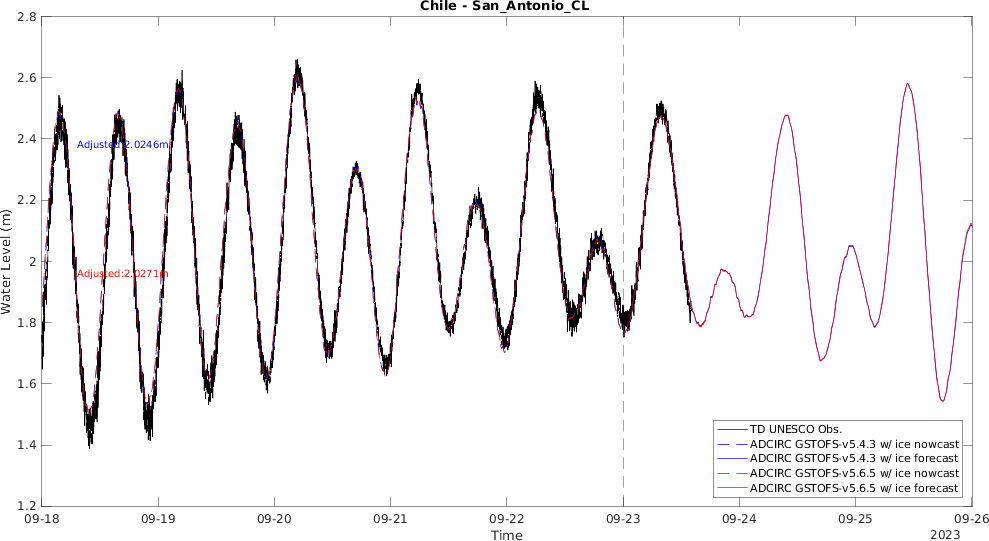 Chile - San_Antonio_CL
2.8
2.6
2.4
2.2
2
1.8
1.6
1.4
1.2
Water Level (m)
Adjusted:2.0246m
Adjusted:2.0271m
TD UNESCO Obs.
ADCIRC GSTOFS-v5.4.3 w/ ice nowcast
ADCIRC GSTOFS-v5.4.3 w/ ice forecast
ADCIRC GSTOFS-v5.6.5 w/ ice nowcast
ADCIRC GSTOFS-v5.6.5 w/ ice forecast
09-18 09-19 09-20 09-21 09-22 09-23 09-24 09-25 09-26
Time
2023